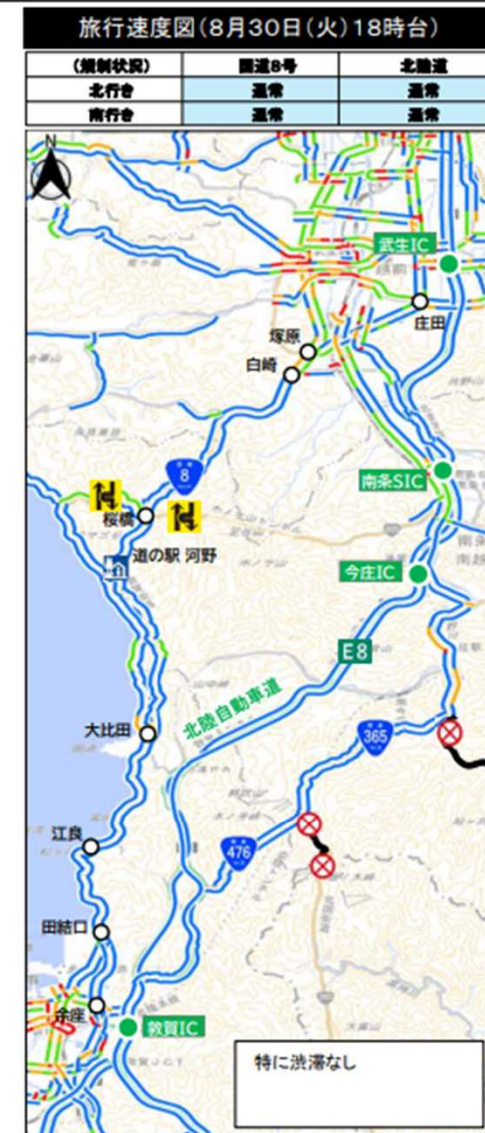 旅行速度図(8月30日(火)18時台)
(規制状況) 国道8号 北陸道
北行き 通常 通常
南行き 通常 通常
N
武生IC
庄田
塚原
白崎
8
南条SIC
桜橋
道の駅 河野
今庄IC
E8
北陸自動車道
大比田
365
江良
476
田結口
余座
敦賀IC
特に渋滞なし